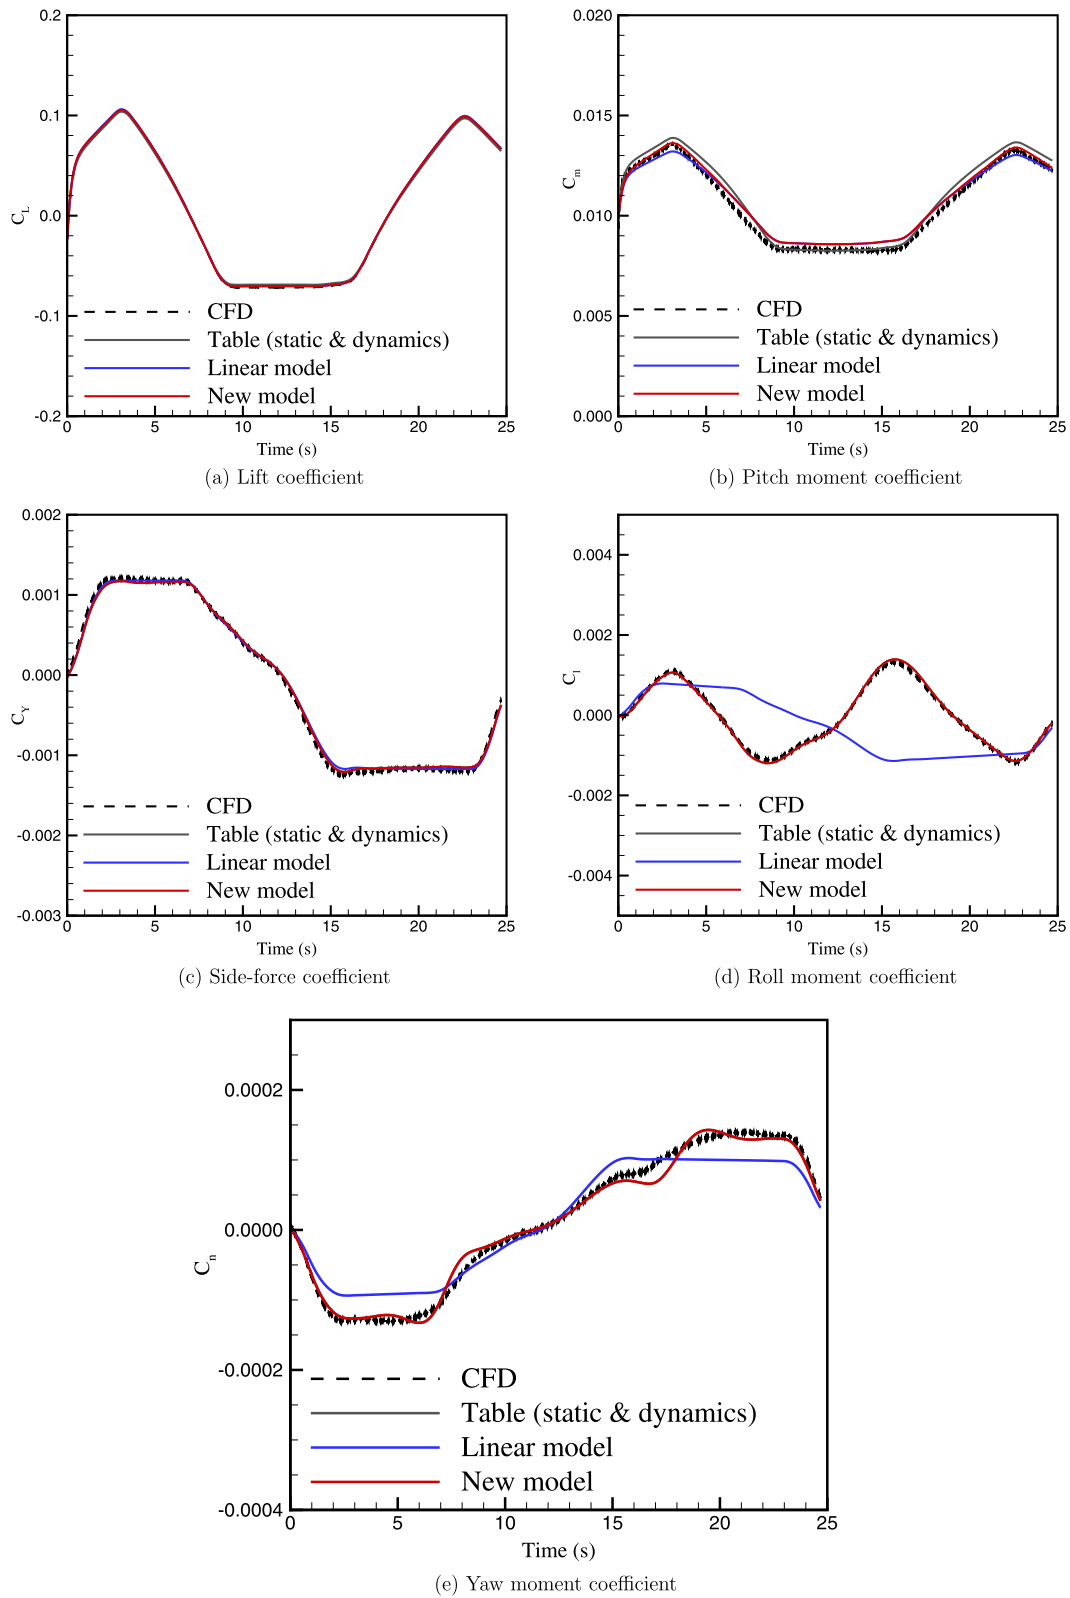 0.2
0.1
0.0
-0.1
-0.2
C_L
CFD
Table (static & dynamics)
Linear model
New model
0 5 10 15 20 25
Time (s)
(a) Lift coefficient
0.020
0.015
0.010
0.005
0.000
C_m
CFD
Table (static & dynamics)
Linear model
New model
0 5 10 15 20 25
Time (s)
(b) Pitch moment coefficient
0.002
0.001
0.000
-0.001
-0.002
-0.003
C_Y
CFD
Table (static & dynamics)
Linear model
New model
0 5 10 15 20 25
Time (s)
(c) Side-force coefficient
0.004
0.002
0.000
-0.002
-0.004
C_l
CFD
Table (static & dynamics)
Linear model
New model
0 5 10 15 20 25
Time (s)
(d) Roll moment coefficient
0.0002
0.0000
-0.0002
-0.0004
C_n
CFD
Table (static & dynamics)
Linear model
New model
0 5 10 15 20 25
Time (s)
(e) Yaw moment coefficient